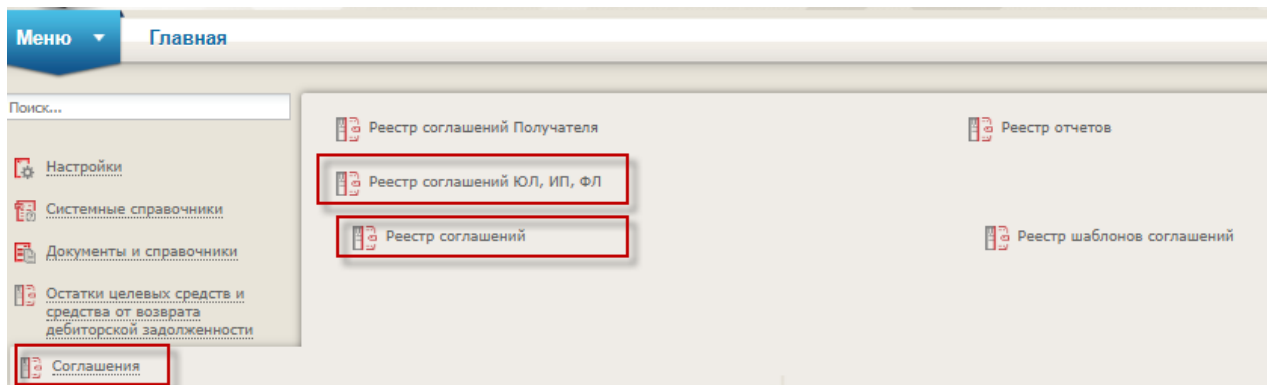 Меню Главная
Поиск...
Настройки
Системные справочники
Документы и справочники
Остатки целевых средств и
средства от возврата
дебиторской задолженности
Соглашения
Реестр соглашений Получателя
Реестр отчетов
Реестр соглашений ЮЛ, ИП, ФЛ
Реестр соглашений
Реестр шаблонов соглашений